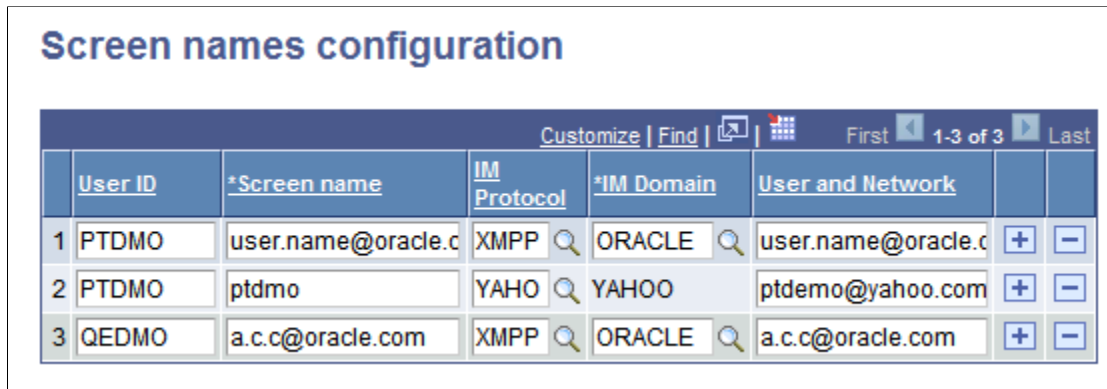 Screen names configuration
Customize | Find | | First 1-3 of 3 Last
User ID *Screen name IM Protocol *IM Domain User and Network
1 PTDMO user.name@oracle.c XMPP ORACLE user.name@oracle.c
2 PTDMO ptdmo YAHO YAHOO ptdemo@yahoo.com
3 QEDMO a.c.c@oracle.com XMPP ORACLE a.c.c@oracle.com